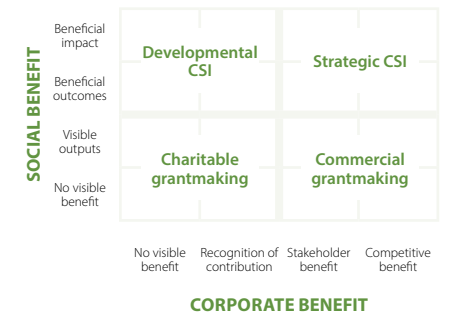 SOCIAL BENEFIT
Beneficial
impact
Beneficial
outcomes
Visible
outputs
No visible
benefit
Developmental
CSI
Strategic CSI
Charitable
grantmaking
Commercial
grantmaking
No visible
benefit
Recognition of
contribution
Stakeholder
benefit
Competitive
benefit
CORPORATE BENEFIT